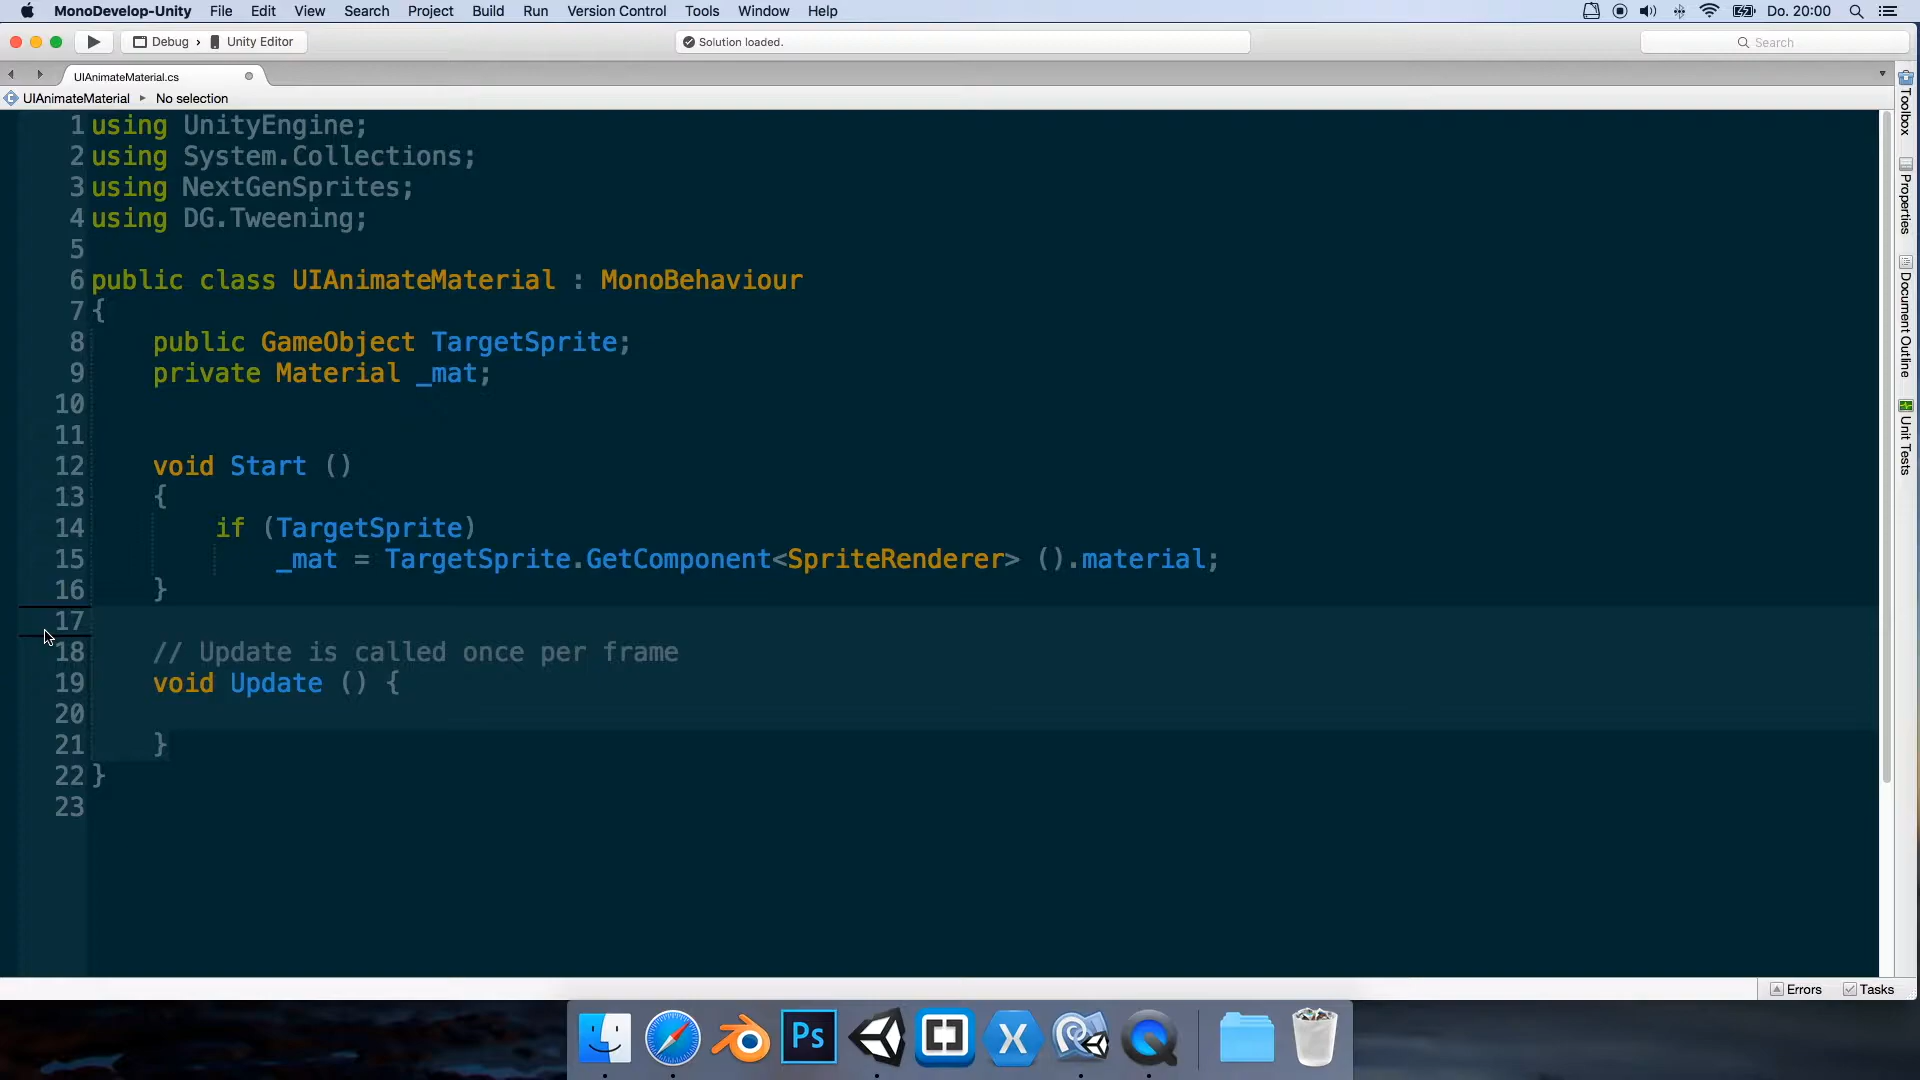 MonoDevelop-Unity File Edit View Search Project Build Run Version Control Tools Window Help Do. 20:00
Debug › Unity Editor Solution loaded. Search
UIAnimateMaterial.cs
UIAnimateMaterial ▸ No selection
1 using UnityEngine;
2 using System.Collections;
3 using NextGenSprites;
4 using DG.Tweening;
5
6 public class UIAnimateMaterial : MonoBehaviour
7 {
8 public GameObject TargetSprite;
9 private Material _mat;
10
11
12 void Start ()
13 {
14 if (TargetSprite)
15 _mat = TargetSprite.GetComponent<SpriteRenderer> ().material;
16 }
17
18 // Update is called once per frame
19 void Update () {
20
21 }
22 }
23
Toolbox
Properties
Document Outline
Unit Tests
Errors Tasks
Ps